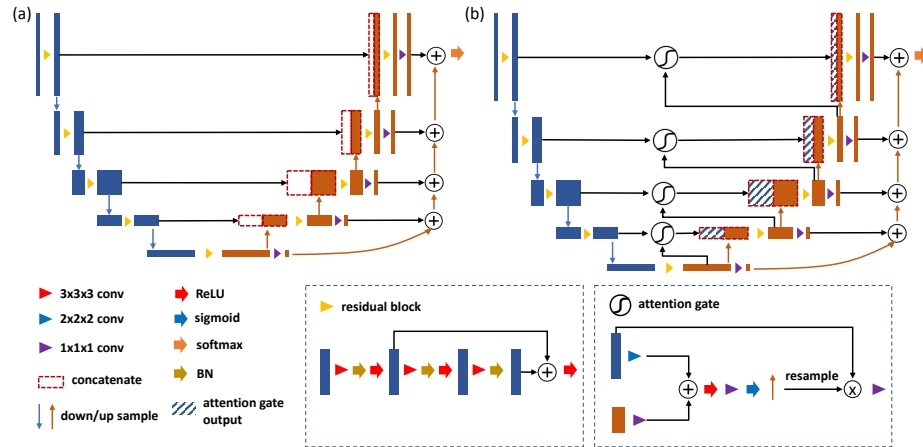 (a)
(b)
3x3x3 conv
2x2x2 conv
1x1x1 conv
concatenate
down/up sample
ReLU
sigmoid
softmax
BN
attention gate
output
residual block
attention gate
resample
X